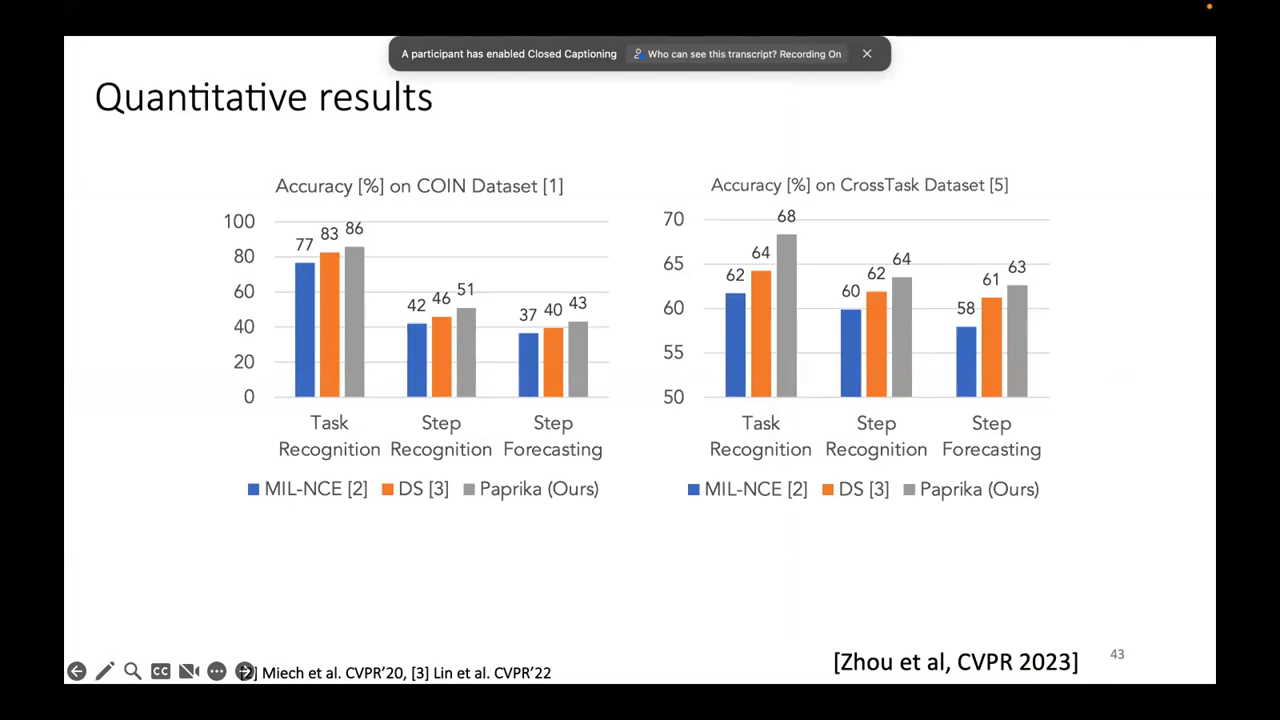 A participant has enabled Closed Captioning Who can see this transcript? Recording On
Quantitative results
Accuracy [%] on COIN Dataset [1]
100
80
60
40
20
0
77 83 86
42 46 51
37 40 43
Task Recognition
Step Recognition
Step Forecasting
MIL-NCE [2] DS [3] Paprika (Ours)
Accuracy [%] on CrossTask Dataset [5]
70
65
60
55
50
62 64 68
60 62 64
58 61 63
Task Recognition
Step Recognition
Step Forecasting
MIL-NCE [2] DS [3] Paprika (Ours)
CC
[2] Miech et al. CVPR'20, [3] Lin et al. CVPR'22
[Zhou et al, CVPR 2023]
43